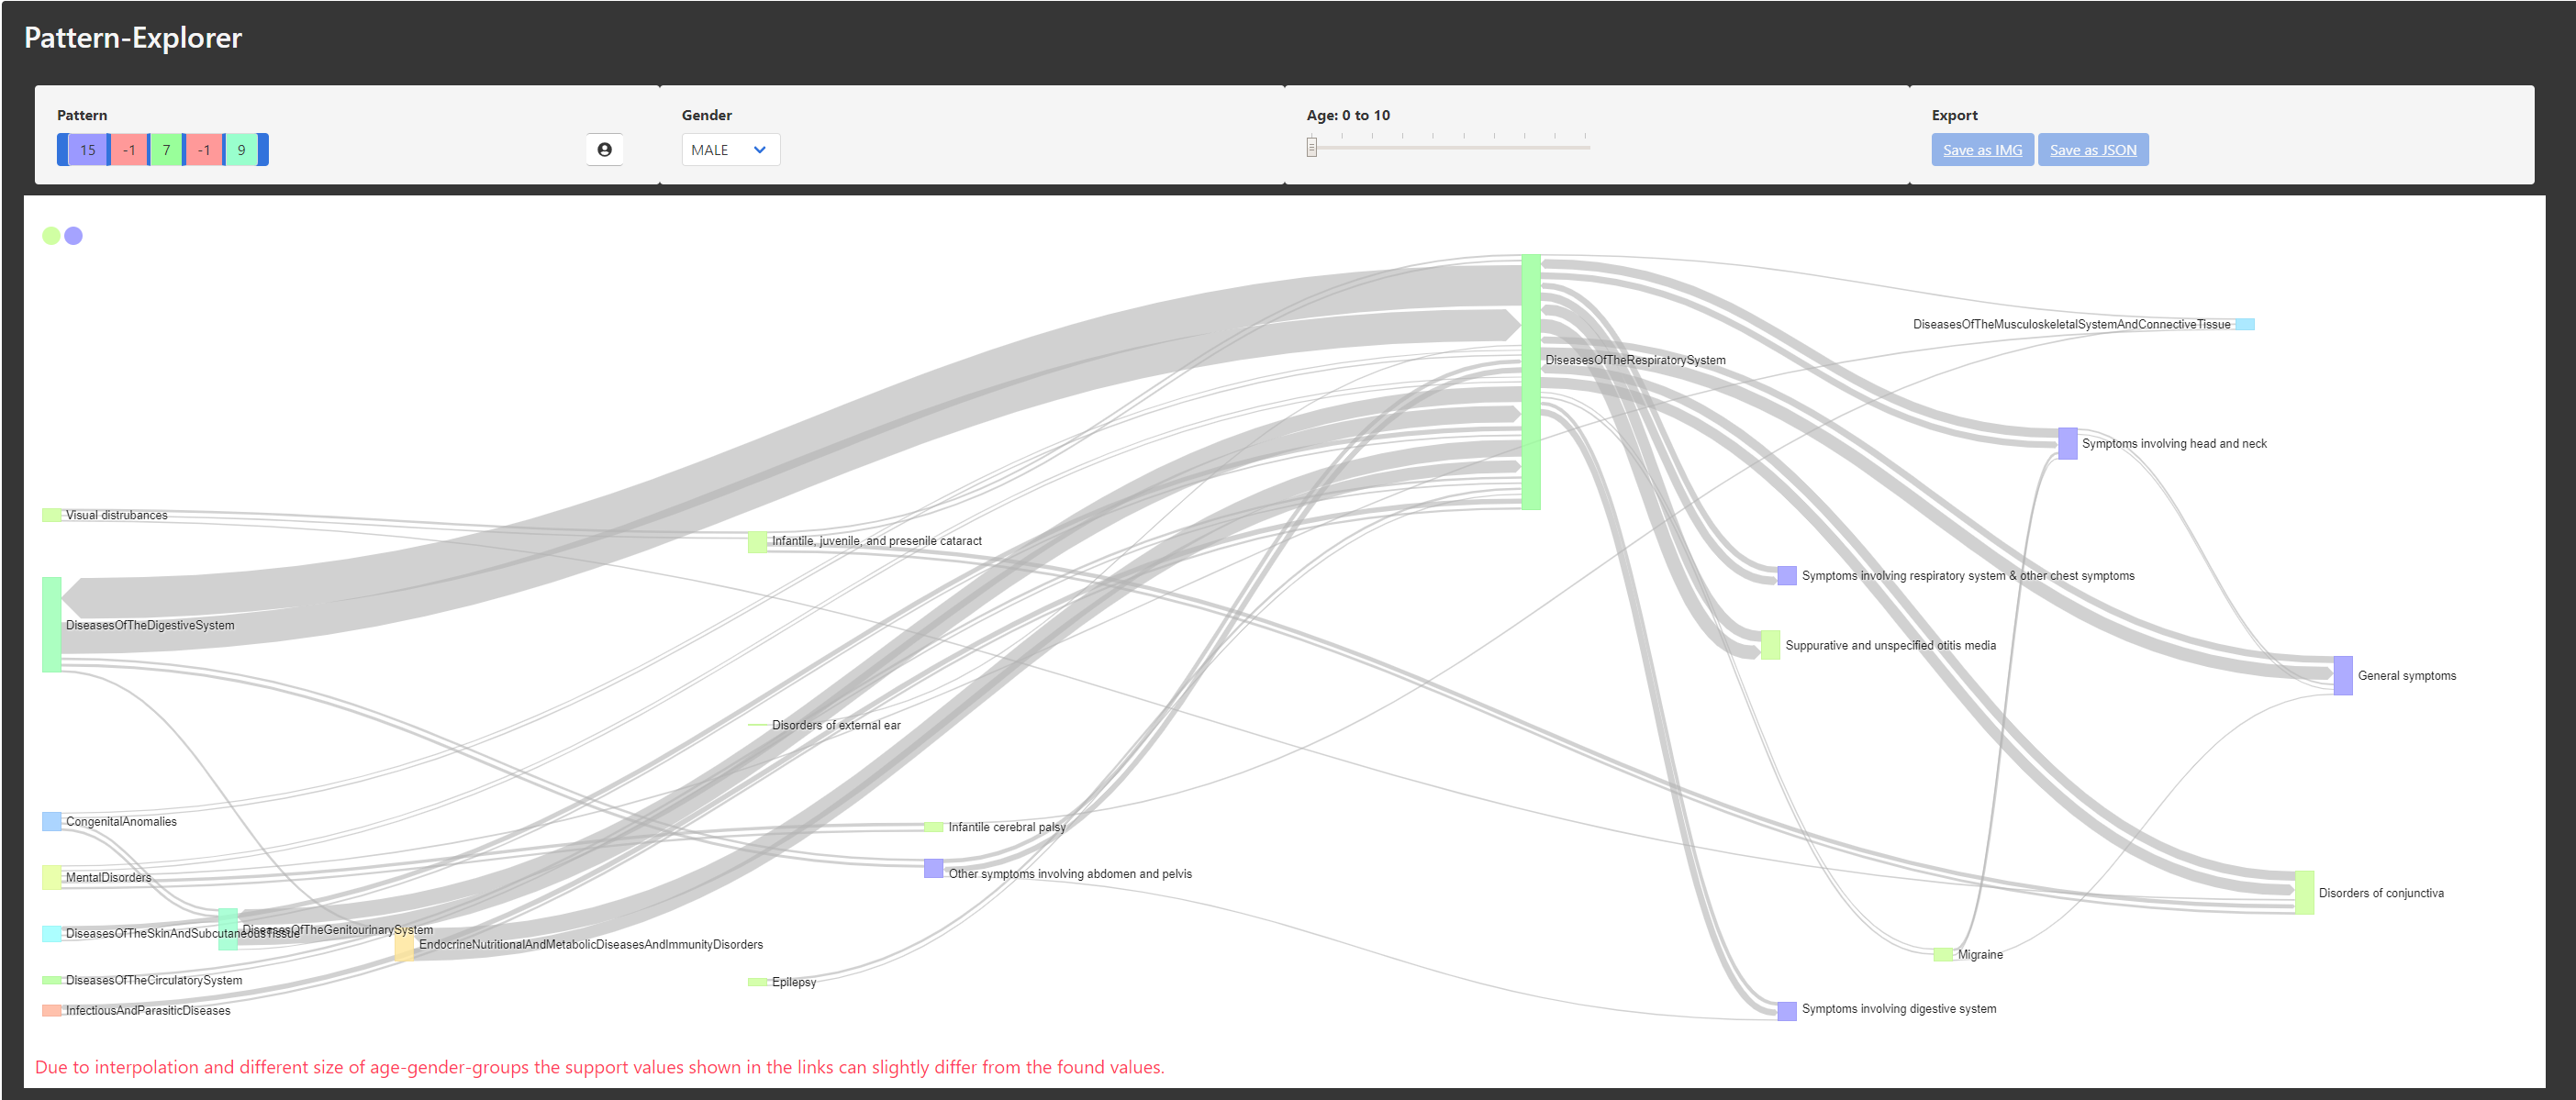 Pattern-Explorer
Pattern
Gender
Age: 0 to 10
Export
15 -1 7 -1 9
MALE
Save as IMG
Save as JSON
DiseasesOfTheMusculoskeletalSystemAndConnectiveTissue
DiseasesOfTheRespiratorySystem
Symptoms involving head and neck
Visual distrubances
Infantile, juvenile, and presenile cataract
Symptoms involving respiratory system & other chest symptoms
DiseasesOfTheDigestiveSystem
Suppurative and unspecified otitis media
General symptoms
Disorders of external ear
CongenitalAnomalies
Infantile cerebral palsy
MentalDisorders
Other symptoms involving abdomen and pelvis
Disorders of conjunctiva
DiseasesOfTheGenitourinarySystem
DiseasesOfTheSkinAndSubcutaneousTissue
EndocrineNutritionalAndMetabolicDiseasesAndImmunityDisorders
Migraine
DiseasesOfTheCirculatorySystem
Epilepsy
InfectiousAndParasiticDiseases
Symptoms involving digestive system
Due to interpolation and different size of age-gender-groups the support values shown in the links can slightly differ from the found values.